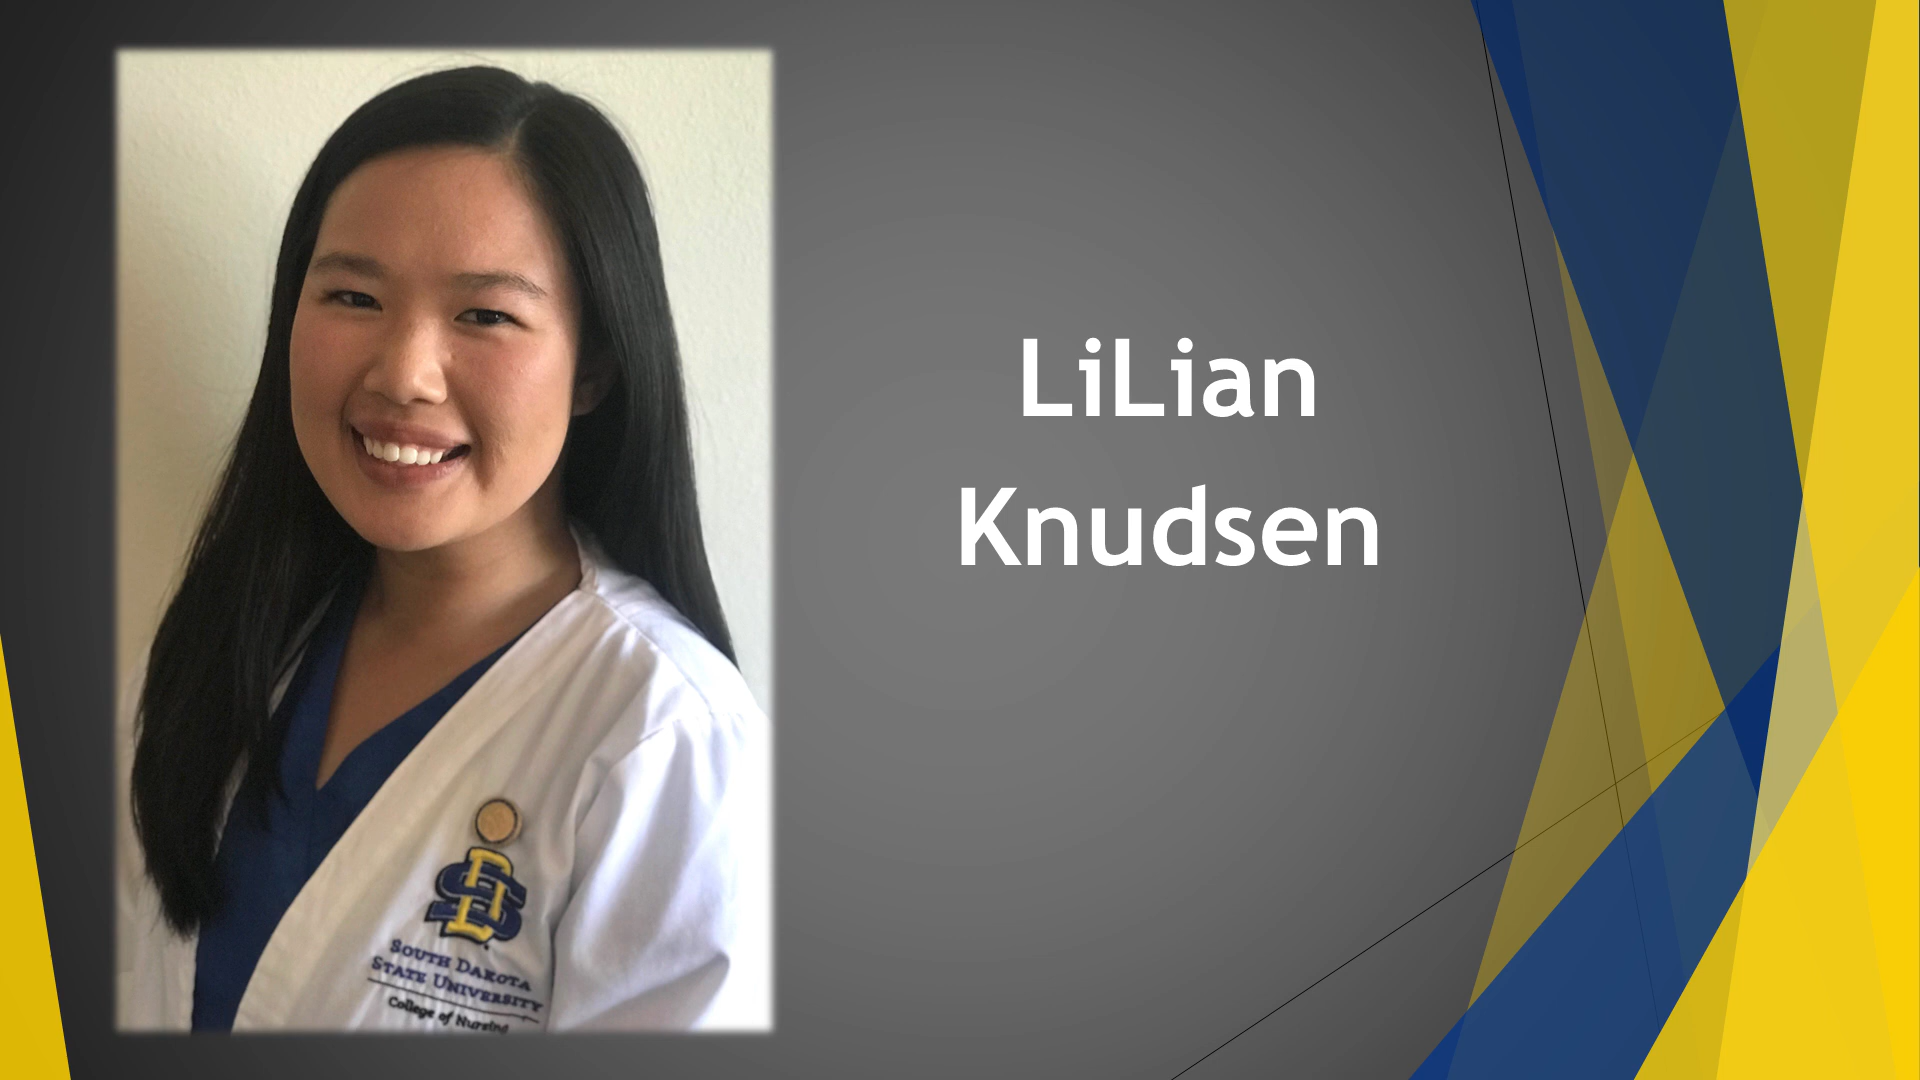 LiLian
Knudsen
SD
SOUTH DAKOTA
STATE UNIVERSITY
College of Nursing